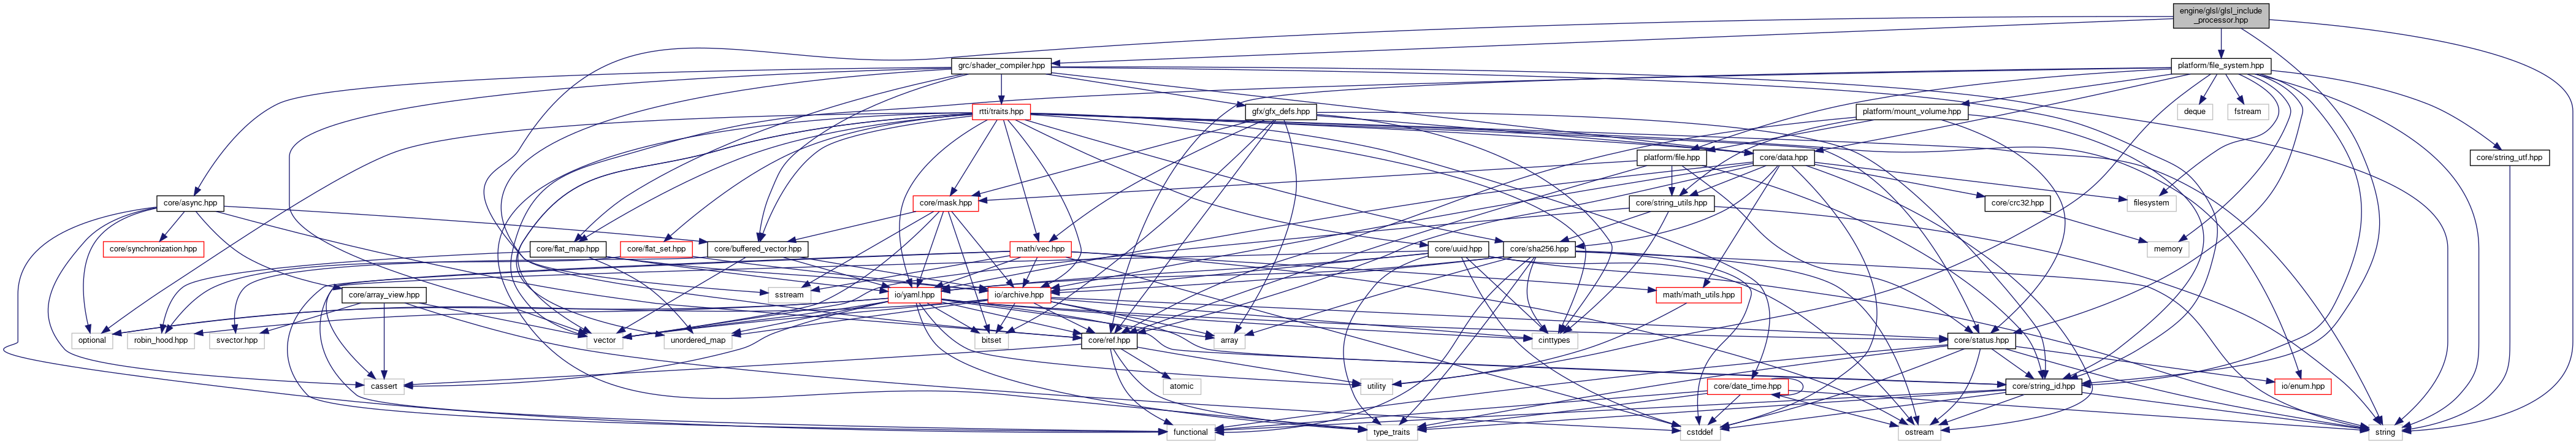 engine/glsl/glsl_include
_processor.hpp
grc/shader_compiler.hpp
platform/file_system.hpp
rtti/traits.hpp
gfx/gfx_defs.hpp
platform/mount_volume.hpp
deque
fstream
platform/file.hpp
core/data.hpp
core/string_utf.hpp
core/async.hpp
core/mask.hpp
core/string_utils.hpp
core/crc32.hpp
filesystem
core/synchronization.hpp
core/flat_map.hpp
core/flat_set.hpp
core/buffered_vector.hpp
math/vec.hpp
core/uuid.hpp
core/sha256.hpp
memory
core/array_view.hpp
sstream
io/yaml.hpp
io/archive.hpp
math/math_utils.hpp
optional
robin_hood.hpp
svector.hpp
vector
unordered_map
bitset
core/ref.hpp
array
cinttypes
core/status.hpp
cassert
atomic
utility
core/date_time.hpp
core/string_id.hpp
io/enum.hpp
functional
type_traits
cstddef
ostream
string